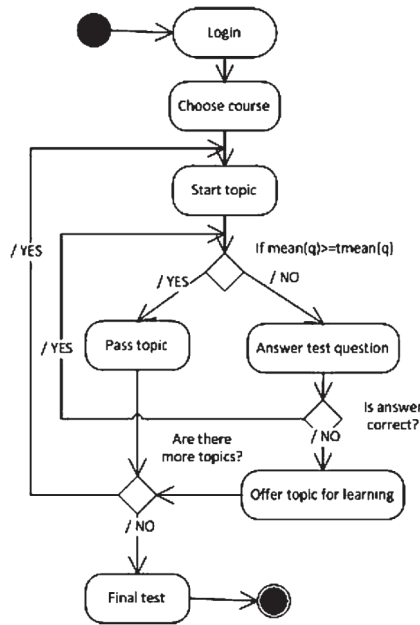 Login
Choose course
Start topic
If mean(q)>=tmean(q)
/ YES
/ YES
/ NO
/ YES
Pass topic
Answer test question
Is answer
correct?
/ NO
Are there
more topics?
Offer topic for learning
/ NO
Final test